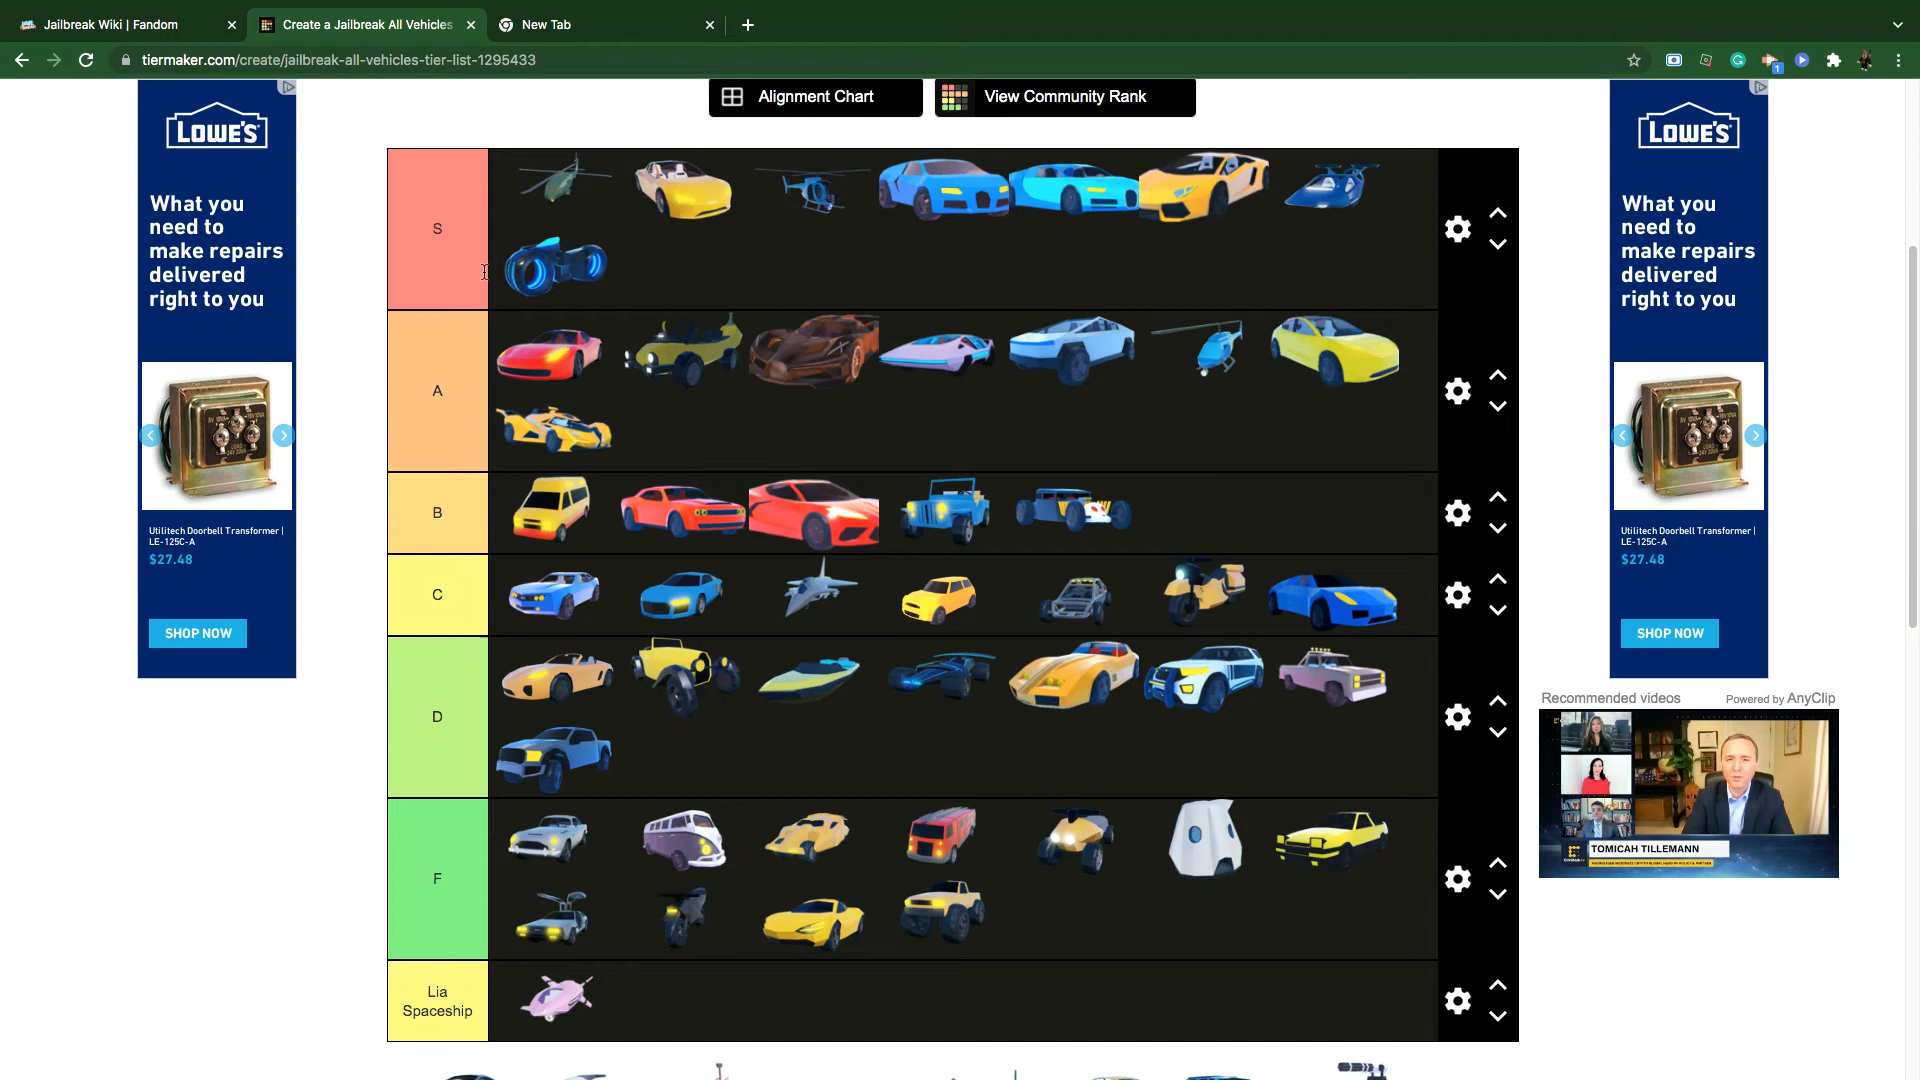 Jailbreak Wiki | Fandom
Create a Jailbreak All Vehicles
New Tab
tiermaker.com/create/jailbreak-all-vehicles-tier-list-1295433
1
Alignment Chart
View Community Rank
LOWE'S
What you
need to
make repairs
delivered
right to you
Utilitech Doorbell Transformer |
LE-125C-A
$27.48
SHOP NOW
S
A
B
C
D
F
Lia
Spaceship
LOWE'S
What you
need to
make repairs
delivered
right to you
Utilitech Doorbell Transformer |
LE-125C-A
$27.48
SHOP NOW
Recommended videos
Powered by AnyClip
TOMICAH TILLEMANN